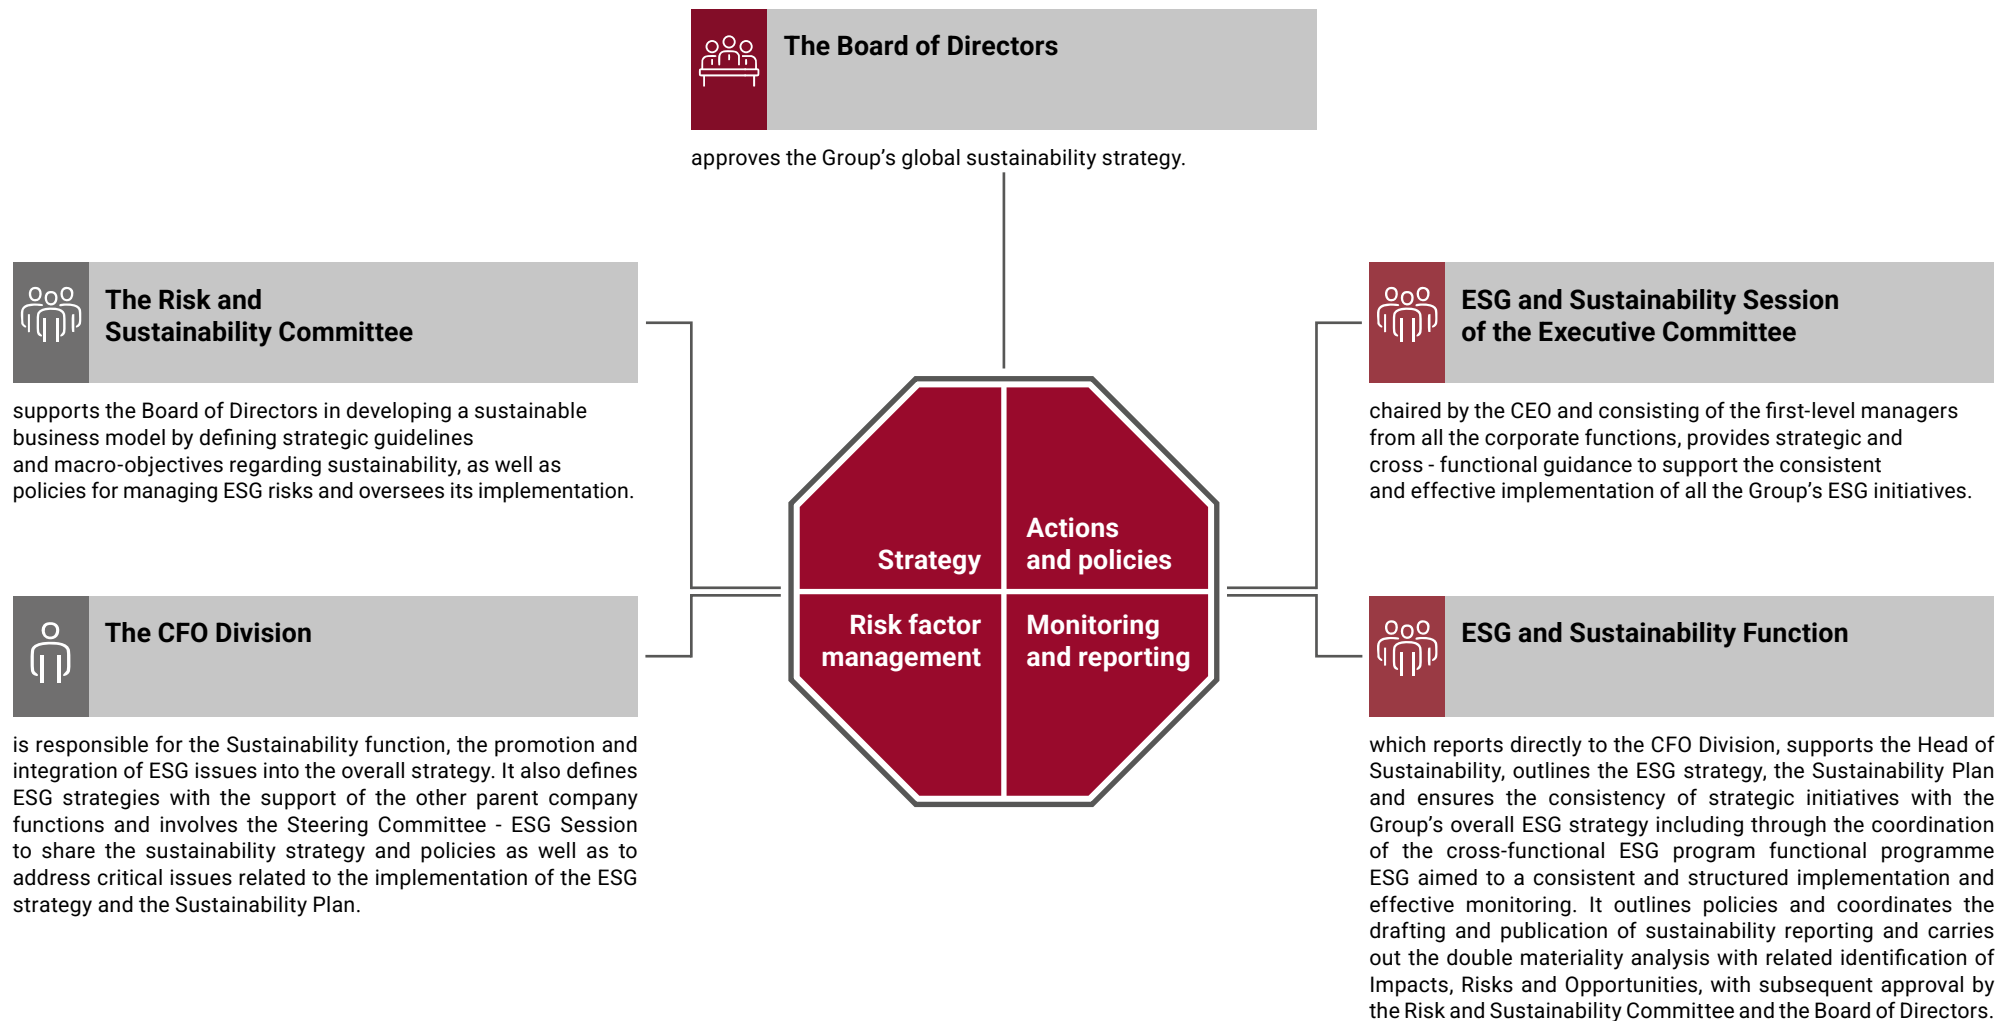 The Board of Directors
approves the Group’s global sustainability strategy.
The Risk and
Sustainability Committee
supports the Board of Directors in developing a sustainable
business model by defining strategic guidelines
and macro-objectives regarding sustainability, as well as
policies for managing ESG risks and oversees its implementation.
ESG and Sustainability Session
of the Executive Committee
chaired by the CEO and consisting of the first-level managers
from all the corporate functions, provides strategic and
cross - functional guidance to support the consistent
and effective implementation of all the Group’s ESG initiatives.
Strategy
Actions
and policies
Risk factor
management
Monitoring
and reporting
The CFO Division
is responsible for the Sustainability function, the promotion and
integration of ESG issues into the overall strategy. It also defines
ESG strategies with the support of the other parent company
functions and involves the Steering Committee - ESG Session
to share the sustainability strategy and policies as well as to
address critical issues related to the implementation of the ESG
strategy and the Sustainability Plan.
ESG and Sustainability Function
which reports directly to the CFO Division, supports the Head of
Sustainability, outlines the ESG strategy, the Sustainability Plan
and ensures the consistency of strategic initiatives with the
Group’s overall ESG strategy including through the coordination
of the cross-functional ESG program functional programme
ESG aimed to a consistent and structured implementation and
effective monitoring. It outlines policies and coordinates the
drafting and publication of sustainability reporting and carries
out the double materiality analysis with related identification of
Impacts, Risks and Opportunities, with subsequent approval by
the Risk and Sustainability Committee and the Board of Directors.